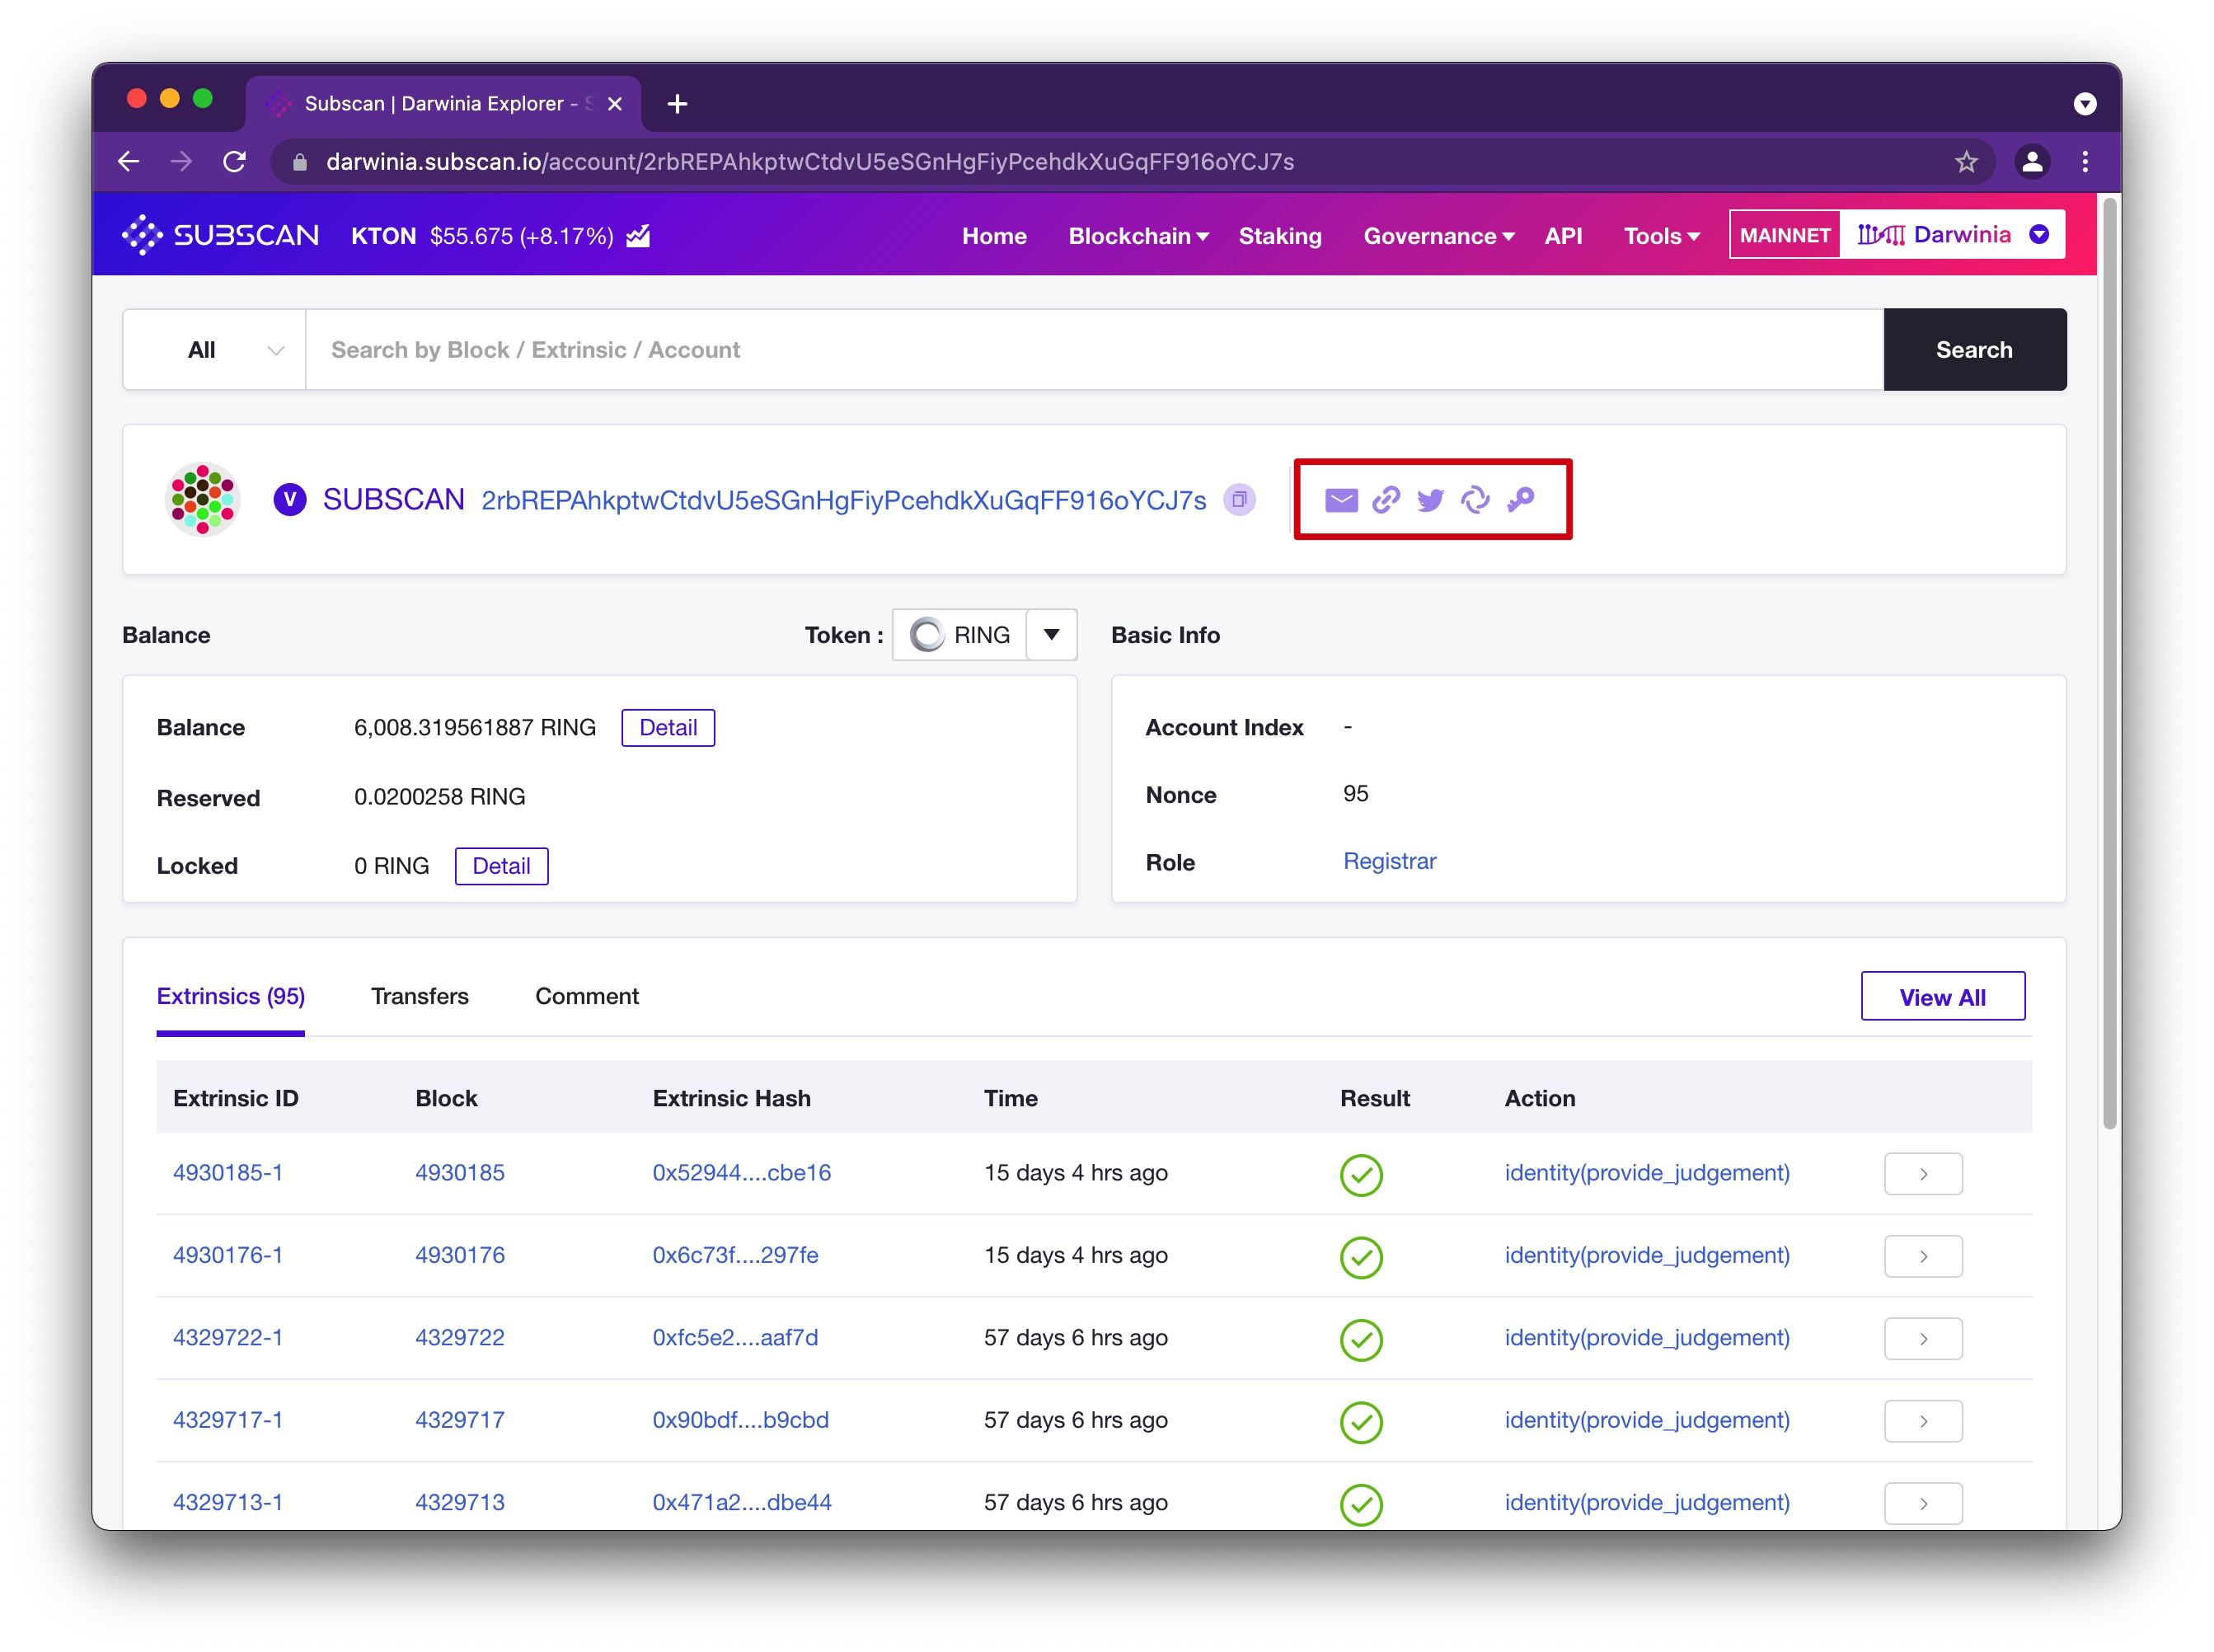 Subscan | Darwinia Explorer - S
darwinia.subscan.io/account/2rbREPAhkptwCtdvU5eSGnHgFiyPcehdkXuGqFF916oYCJ7s
SUBSCAN KTON $55.675 (+8.17%) Home Blockchain Staking Governance API Tools MAINNET Darwinia
All Search by Block / Extrinsic / Account Search
V SUBSCAN 2rbREPAhkptwCtdvU5eSGnHgFiyPcehdkXuGqFF916oYCJ7s
Balance Token : RING
Balance 6,008.319561887 RING Detail
Reserved 0.0200258 RING
Locked 0 RING Detail
Basic Info
Account Index -
Nonce 95
Role Registrar
Extrinsics (95) Transfers Comment View All
Extrinsic ID Block Extrinsic Hash Time Result Action
4930185-1 4930185 0x52944....cbe16 15 days 4 hrs ago identity(provide_judgement)
4930176-1 4930176 0x6c73f....297fe 15 days 4 hrs ago identity(provide_judgement)
4329722-1 4329722 0xfc5e2....aaf7d 57 days 6 hrs ago identity(provide_judgement)
4329717-1 4329717 0x90bdf....b9cbd 57 days 6 hrs ago identity(provide_judgement)
4329713-1 4329713 0x471a2....dbe44 57 days 6 hrs ago identity(provide_judgement)